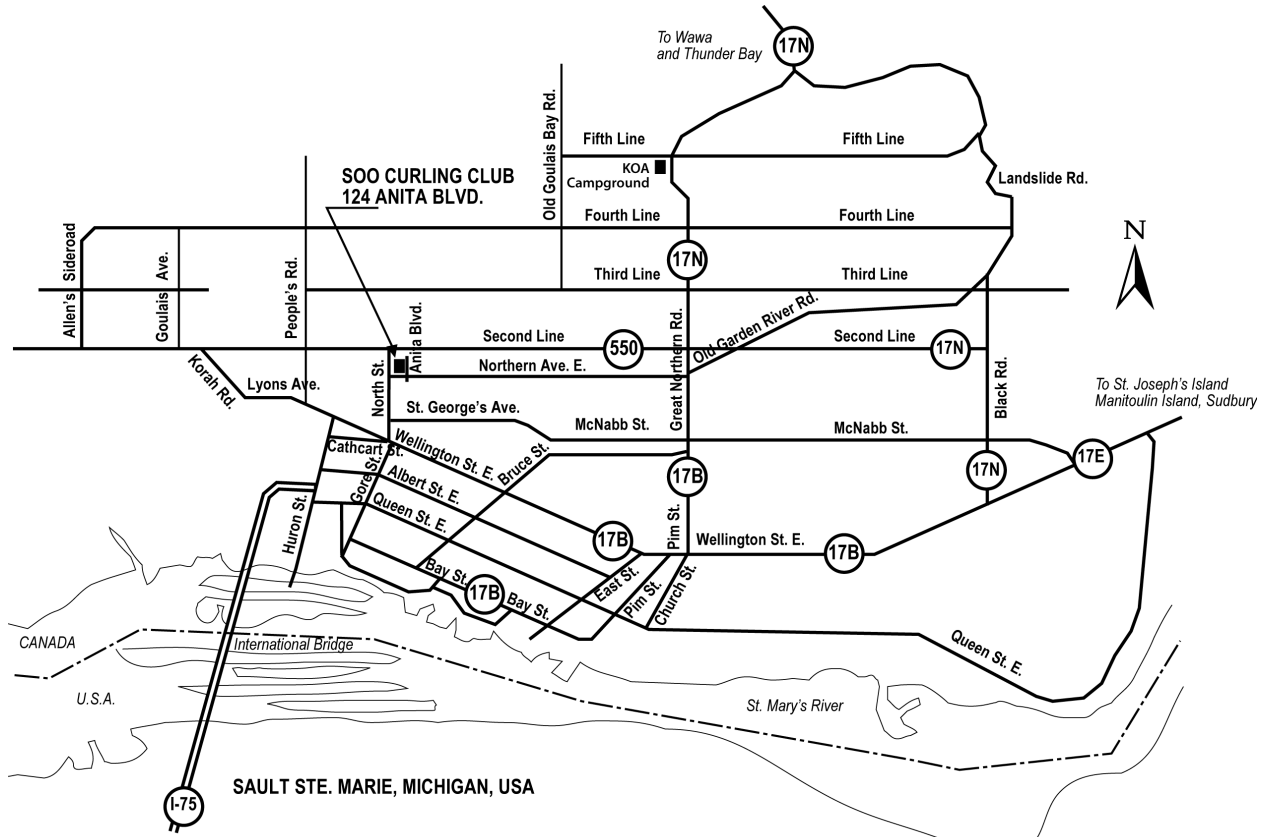 To Wawa
and Thunder Bay
17N
Old Goulais Bay Rd.
Fifth Line
Fifth Line
KOA
Campground
Landslide Rd.
SOO CURLING CLUB
124 ANITA BLVD.
Fourth Line
Fourth Line
N
Allen's Sideroad
Goulais Ave.
People's Rd.
17N
Third Line
Third Line
Anita Blvd.
Great Northern Rd.
Old Garden River Rd.
Second Line
550
Second Line
17N
Northern Ave. E.
Korah Rd.
Lyons Ave.
North St.
Black Rd.
To St. Joseph's Island
Manitoulin Island, Sudbury
St. George's Ave.
McNabb St.
McNabb St.
Cathcart St.
Wellington St. E.
Bruce St.
17E
Gore St.
Albert St. E.
17B
17N
Queen St. E.
Huron St.
Pim St.
17B
Wellington St. E.
17B
Bay St.
17B
Bay St.
East St.
Pim St.
Church St.
CANADA
International Bridge
Queen St. E.
U.S.A.
St. Mary's River
SAULT STE. MARIE, MICHIGAN, USA
I-75